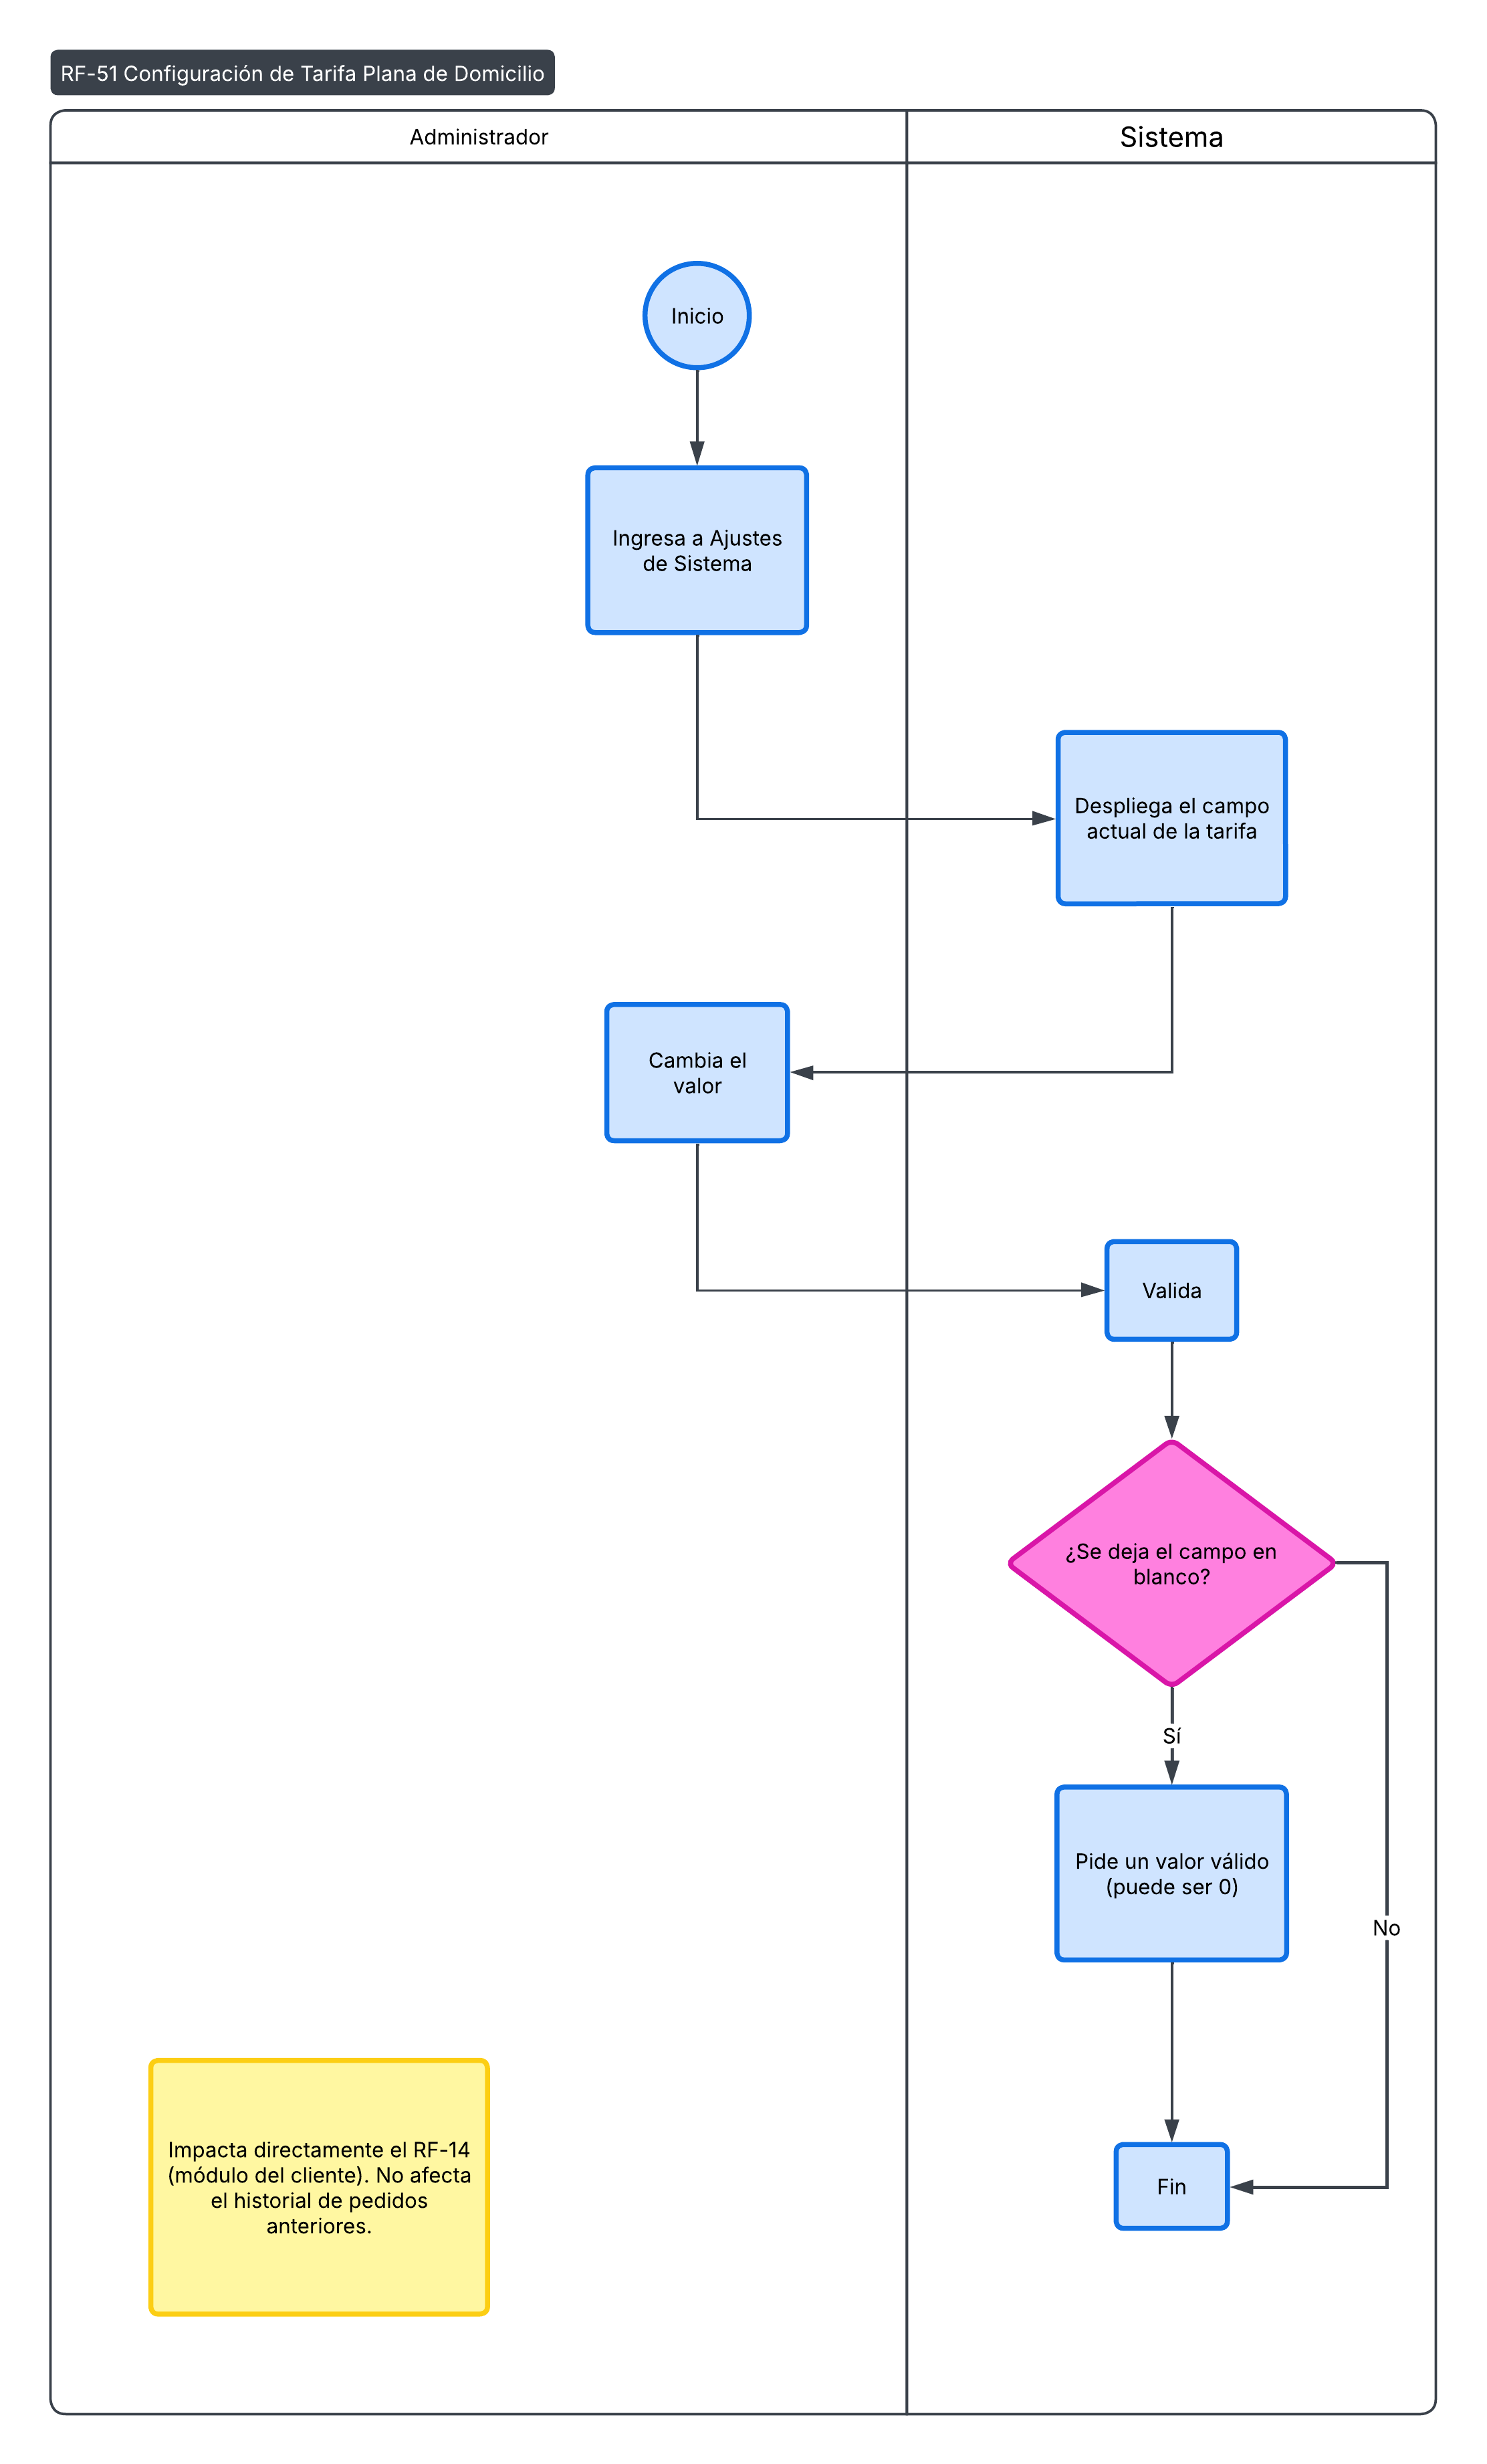 RF-51 Configuración de Tarifa Plana de Domicilio
Administrador
Sistema
Inicio
Ingresa a Ajustes
de Sistema
Despliega el campo
actual de la tarifa
Cambia el
valor
Valida
¿Se deja el campo en
blanco?
Sí
Pide un valor válido
(puede ser 0)
No
Impacta directamente el RF-14
(módulo del cliente). No afecta
el historial de pedidos
anteriores.
Fin